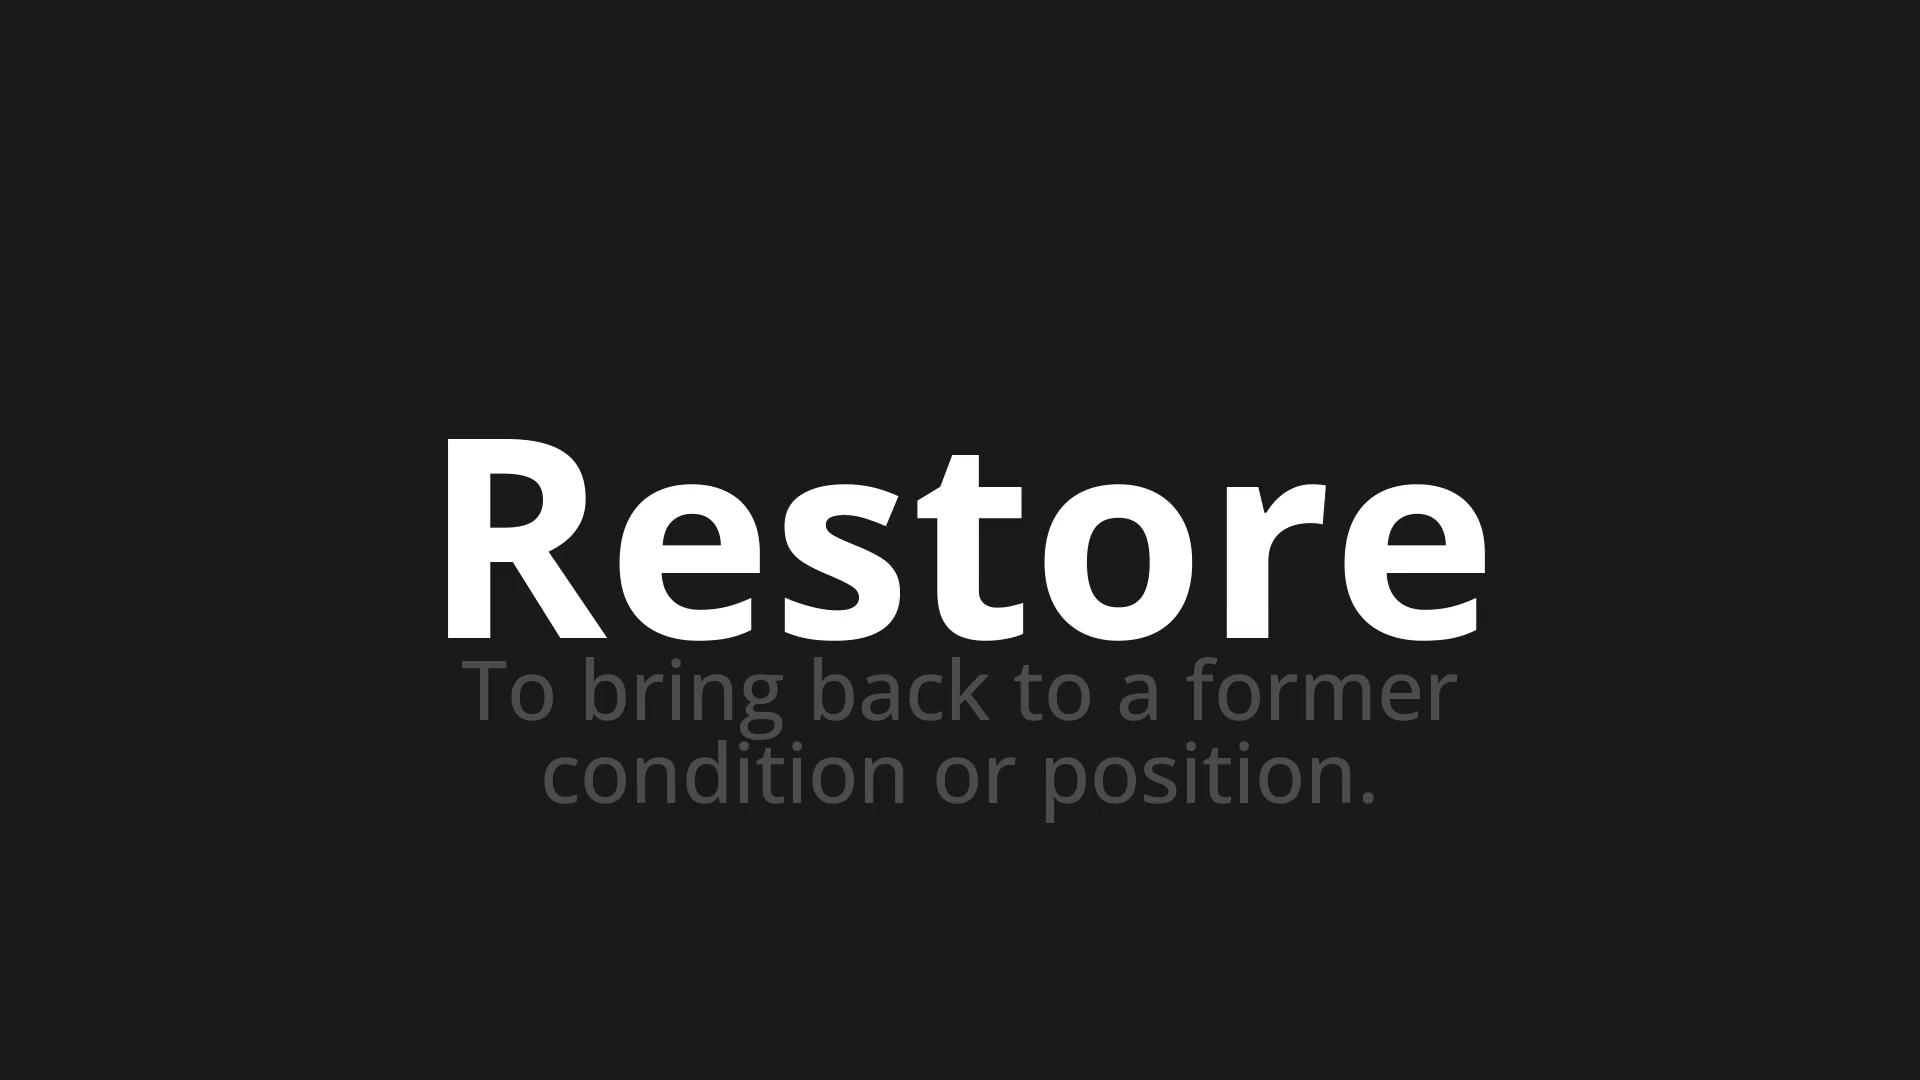 Restore
To bring back to a former
condition or position.